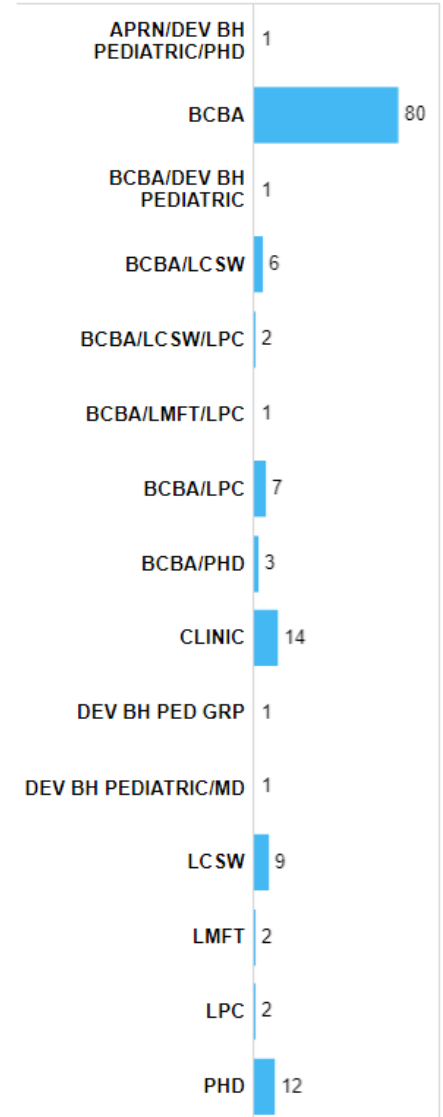 APRN/DEV BH
PEDIATRIC/PHD
1
BCBA
80
BCBA/DEV BH
PEDIATRIC
1
BCBA/LCSW
6
BCBA/LCSW/LPC
2
BCBA/LMFT/LPC
1
BCBA/LPC
7
BCBA/PHD
3
CLINIC
14
DEV BH PED GRP
1
DEV BH PEDIATRIC/MD
1
LCSW
9
LMFT
2
LPC
2
PHD
12